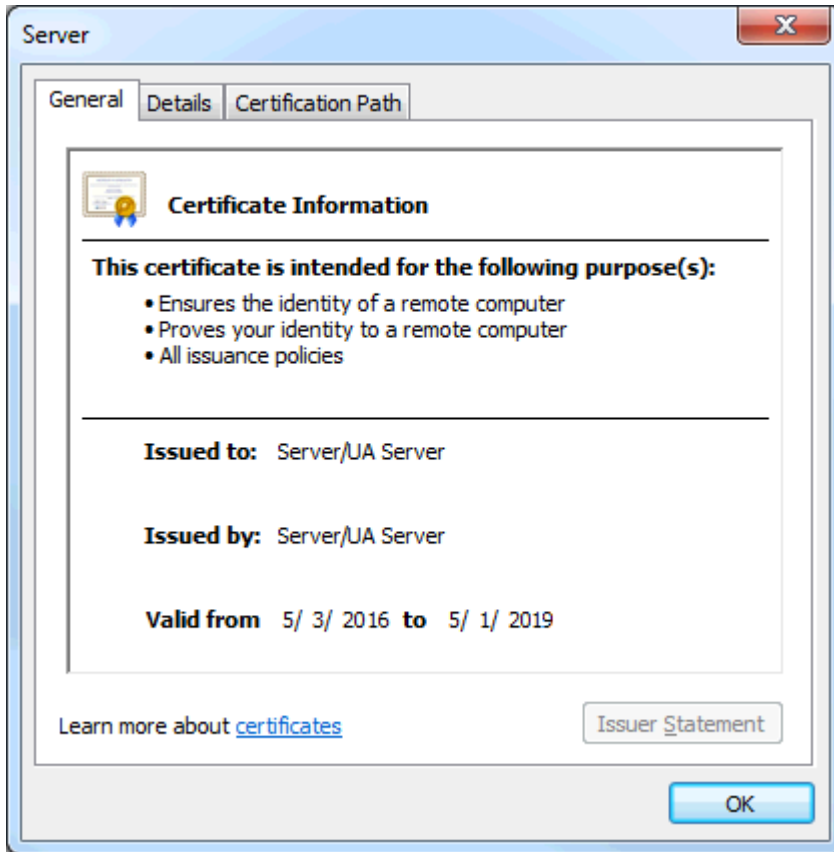 Server
General Details Certification Path
Certificate Information
This certificate is intended for the following purpose(s):
• Ensures the identity of a remote computer
• Proves your identity to a remote computer
• All issuance policies
Issued to: Server/UA Server
Issued by: Server/UA Server
Valid from 5/ 3/ 2016 to 5/ 1/ 2019
Learn more about certificates
Issuer Statement
OK